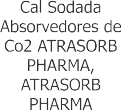 Cal Sodada
Absorvedores de
Co2 ATRASORB
PHARMA,
ATRASORB
PHARMA